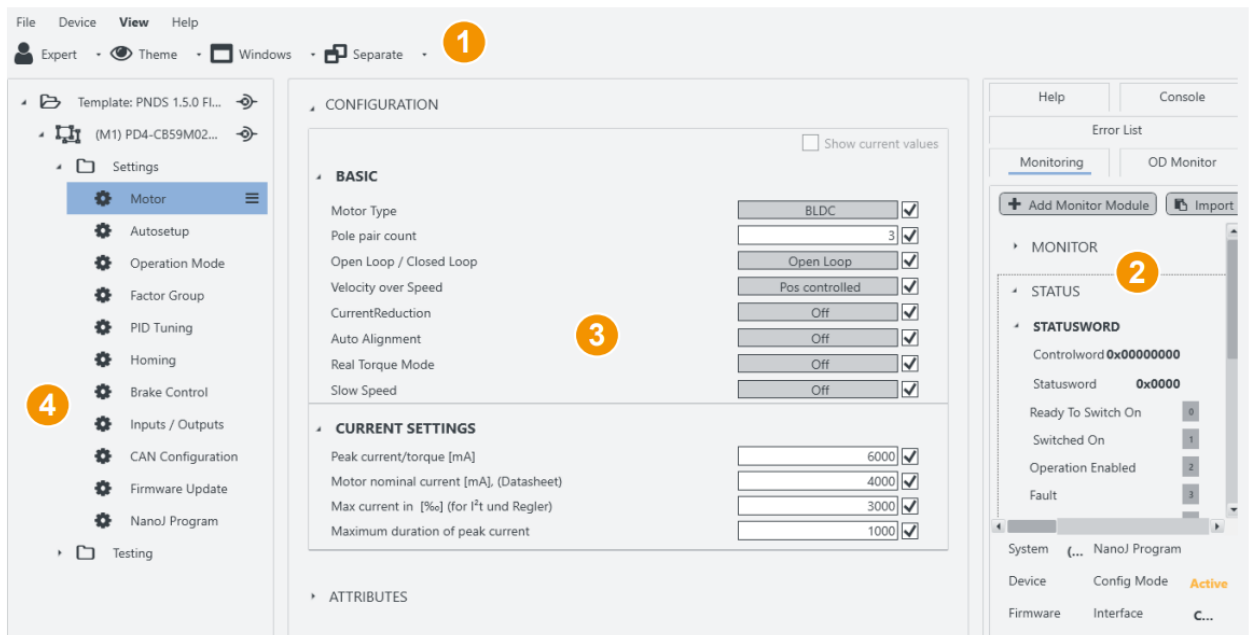 File Device View Help
Expert Theme Windows Separate 1
Template: PNDS 1.5.0 Fl...
(M1) PD4-CB59M02...
Settings
Motor
Autosetup
Operation Mode
Factor Group
PID Tuning
Homing
Brake Control
4
Inputs / Outputs
CAN Configuration
Firmware Update
NanoJ Program
Testing
CONFIGURATION
Show current values
BASIC
Motor Type BLDC
Pole pair count 3
Open Loop / Closed Loop Open Loop
Velocity over Speed Pos controlled
CurrentReduction Off
Auto Alignment Off
3
Real Torque Mode Off
Slow Speed Off
CURRENT SETTINGS
Peak current/torque [mA] 6000
Motor nominal current [mA], (Datasheet) 4000
Max current in [‰] (for I²t und Regler) 3000
Maximum duration of peak current 1000
ATTRIBUTES
Help Console
Error List
Monitoring OD Monitor
Add Monitor Module Import
MONITOR
2
STATUS
STATUSWORD
Controlword 0x00000000
Statusword 0x0000
Ready To Switch On 0
Switched On 1
Operation Enabled 2
Fault 3
System (... NanoJ Program
Device Config Mode Active
Firmware Interface C...